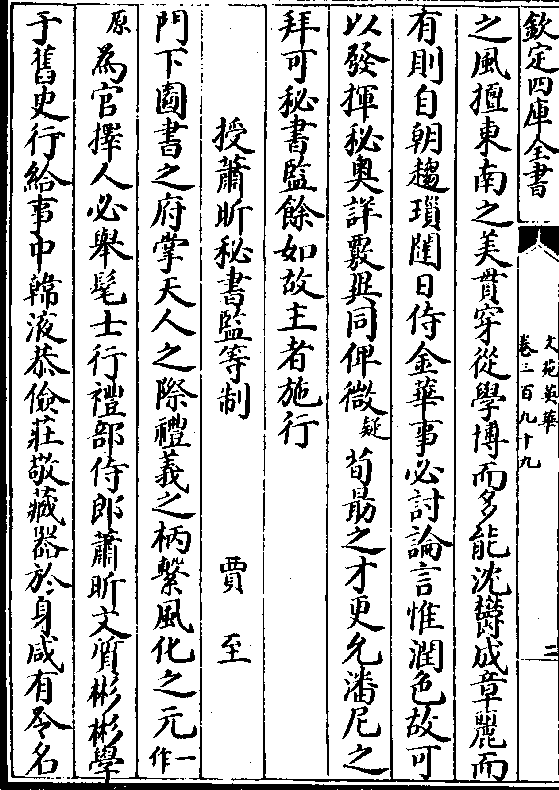 欽定四庫全書
文苑英華
卷三百九十九
二
之風擅東南之美貫穿從學博而多能沈鬱成章麗而
有則自朝趨瑣闥日侍金華事必討論言惟潤色故可
以發揮秘奥詳覈異同俾微疑荀勗之才更允潘尼之
拜可秘書監餘如故主者施行
授蕭昕秘書監等制 賈至
門下圖書之府掌天人之際禮義之柄繫風化之元一作
原為官擇人必舉髦士行禮部侍郎蕭昕文質彬彬學
于舊史行給事中韓液恭儉莊敬藏器於身咸有令名